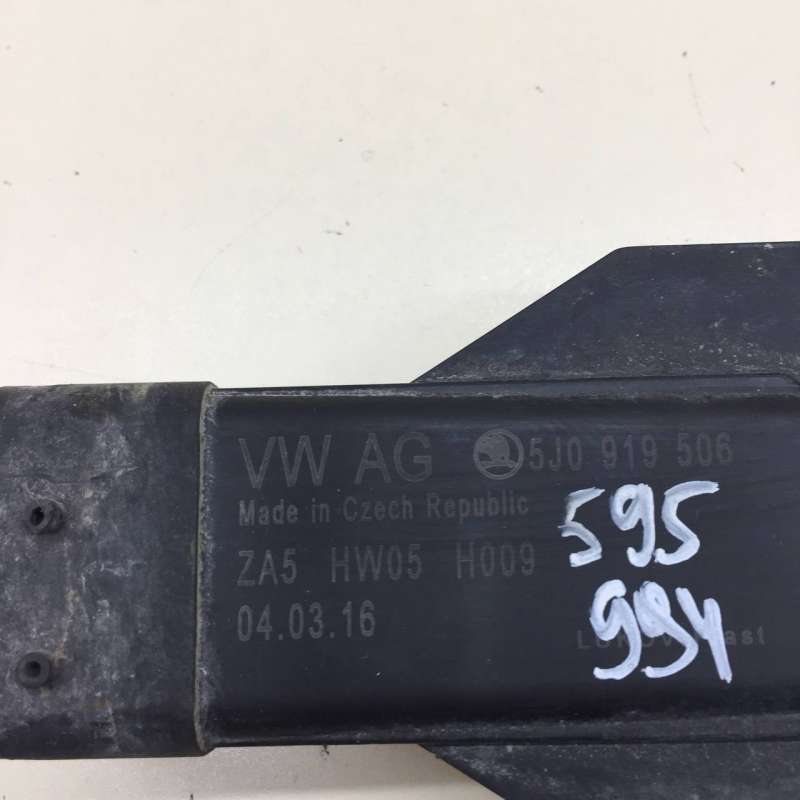 VW AG 5J0 919 506
Made in Czech Republic
595
ZA5 HW05 H009
04.03.16
994